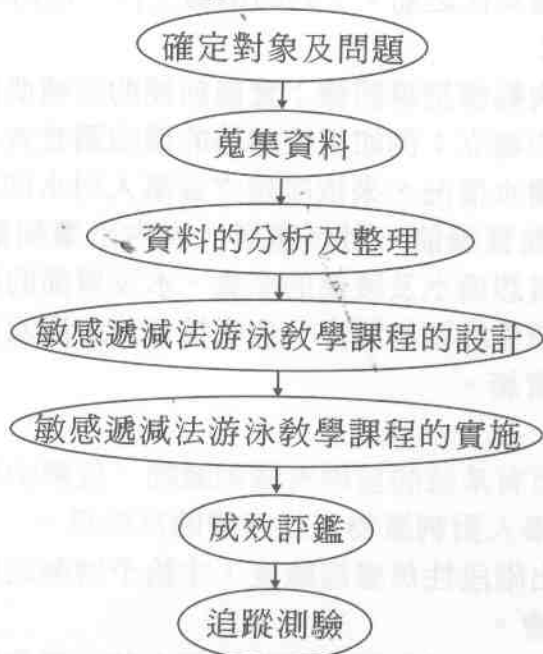 確定對象及問題
蒐集資料
資料的分析及整理
敏感遞減法游泳教學課程的設計
敏感遞減法游泳教學課程的實施
成效評鑑
追蹤測驗